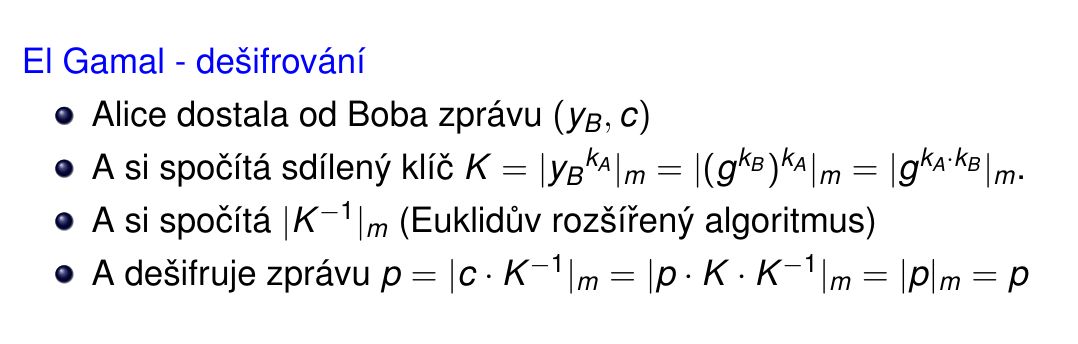 El Gamal - dešifrování
Alice dostala od Boba zprávu (y_B, c)
A si spočítá sdílený klíč K = |y_B^{k_A}|_m = |(g^{k_B})^{k_A}|_m = |g^{k_A·k_B}|_m.
A si spočítá |K^{−1}|_m (Euklidův rozšířený algoritmus)
A dešifruje zprávu p = |c · K^{−1}|_m = |p · K · K^{−1}|_m = |p|_m = p